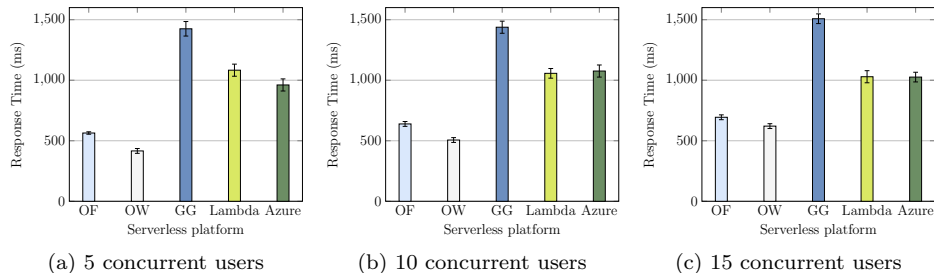 1,500
1,000
500
0
Response Time (ms)
OF OW GG Lambda Azure
Serverless platform
(a) 5 concurrent users
1,500
1,000
500
0
Response Time (ms)
OF OW GG Lambda Azure
Serverless platform
(b) 10 concurrent users
1,500
1,000
500
0
Response Time (ms)
OF OW GG Lambda Azure
Serverless platform
(c) 15 concurrent users